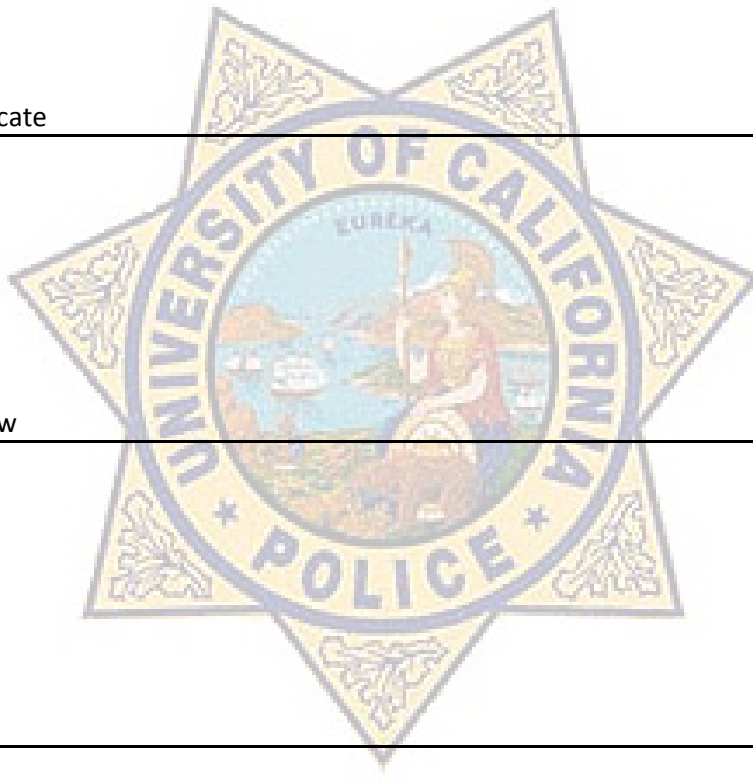 cate
UNIVERSITY OF CALIFORNIA
EUREKA
w
★ POLICE ★